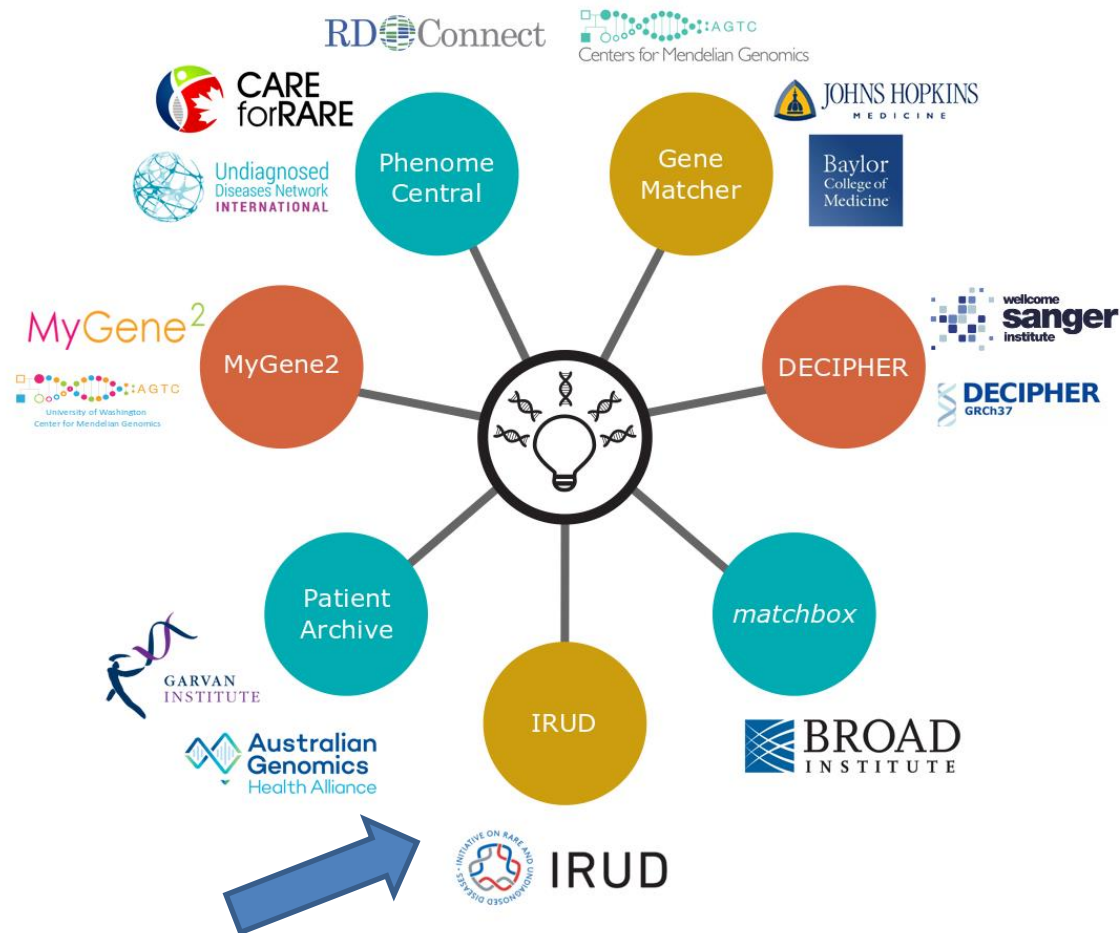 RD Connect
AGTC
Centers for Mendelian Genomics
CARE
forRARE
JOHNS HOPKINS
MEDICINE
Phenome
Central
Gene
Matcher
Baylor
College of
Medicine
Undiagnosed
Diseases Network
INTERNATIONAL
MyGene2
wellcome
sanger
institute
MyGene2
DECIPHER
AGTC
University of Washington
Center for Mendelian Genomics
DECIPHER
GRCh37
Patient
Archive
matchbox
GARVAN
INSTITUTE
IRUD
BROAD
INSTITUTE
Australian
Genomics
Health Alliance
INITIATIVE ON RARE AND UNDIAGNOSED DISEASES
IRUD